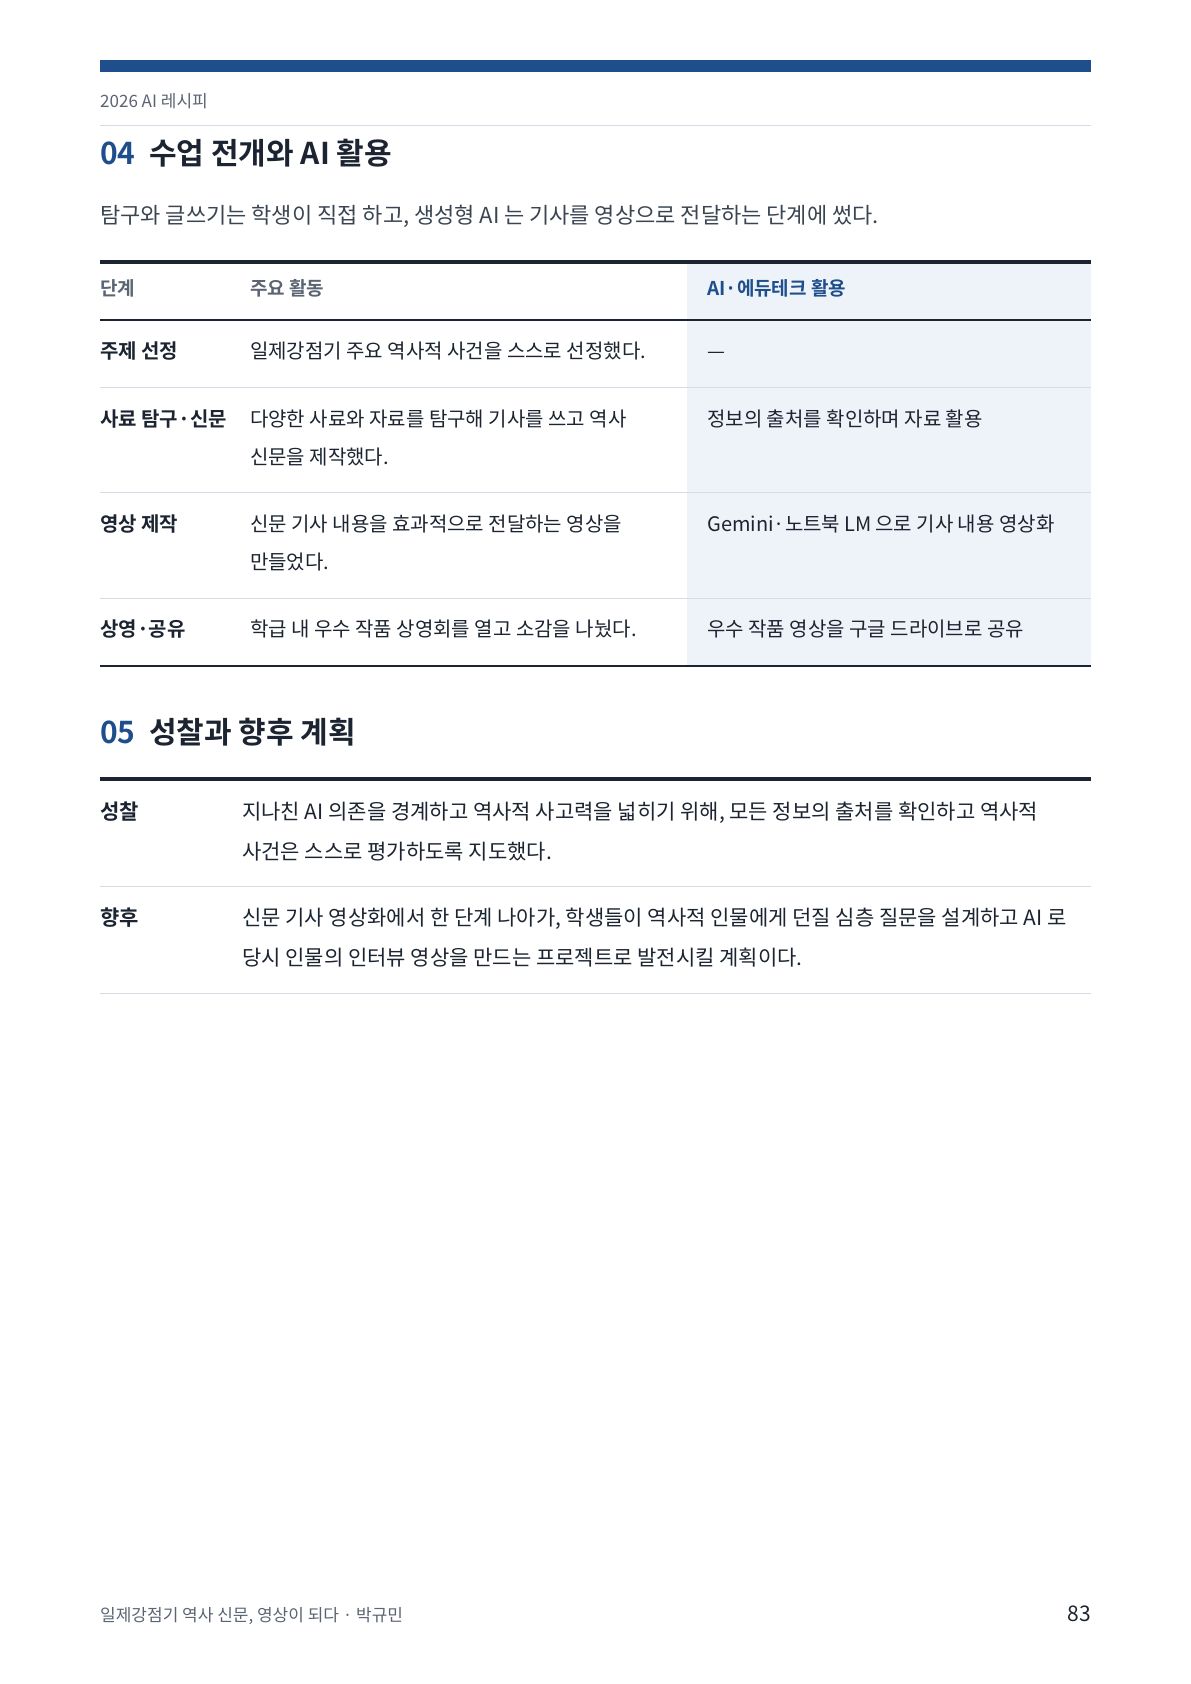 2026 AI 레시피
04 수업 전개와 AI 활용
탐구와 글쓰기는 학생이 직접 하고, 생성형 AI 는 기사를 영상으로 전달하는 단계에 썼다.
단계 주요 활동 AI·에듀테크 활용
주제 선정 일제강점기 주요 역사적 사건을 스스로 선정했다. —
사료 탐구·신문 다양한 사료와 자료를 탐구해 기사를 쓰고 역사 정보의 출처를 확인하며 자료 활용
신문을 제작했다.
영상 제작 신문 기사 내용을 효과적으로 전달하는 영상을 Gemini·노트북 LM 으로 기사 내용 영상화
만들었다.
상영·공유 학급 내 우수 작품 상영회를 열고 소감을 나눴다. 우수 작품 영상을 구글 드라이브로 공유
05 성찰과 향후 계획
성찰 지나친 AI 의존을 경계하고 역사적 사고력을 넓히기 위해, 모든 정보의 출처를 확인하고 역사적
사건은 스스로 평가하도록 지도했다.
향후 신문 기사 영상화에서 한 단계 나아가, 학생들이 역사적 인물에게 던질 심층 질문을 설계하고 AI 로
당시 인물의 인터뷰 영상을 만드는 프로젝트로 발전시킬 계획이다.
일제강점기 역사 신문, 영상이 되다 · 박규민 83